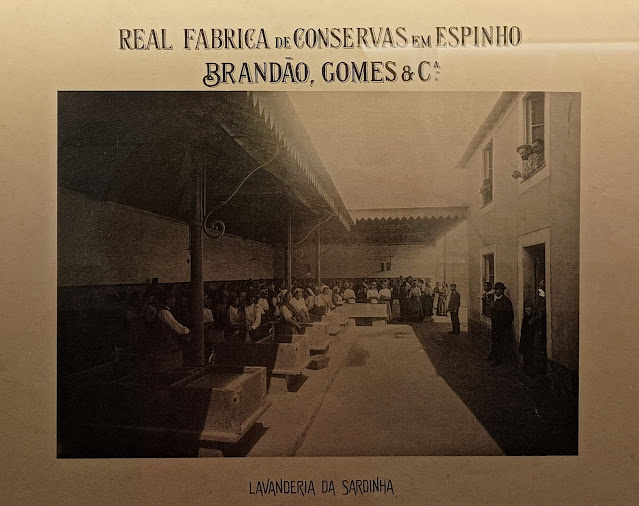 REAL FABRICA DE CONSERVAS EM ESPINHO
BRANDÃO, GOMES & Cᴬ.
LAVANDERIA DA SARDINHA